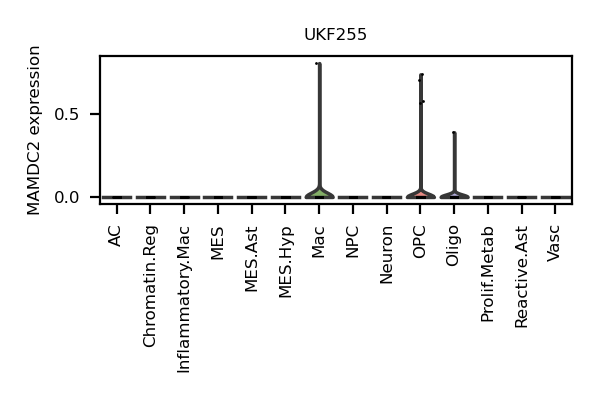 UKF255
MAMDC2 expression
0.5
0.0
AC
Chromatin.Reg
Inflammatory.Mac
MES
MES.Ast
MES.Hyp
Mac
NPC
Neuron
OPC
Oligo
Prolif.Metab
Reactive.Ast
Vasc